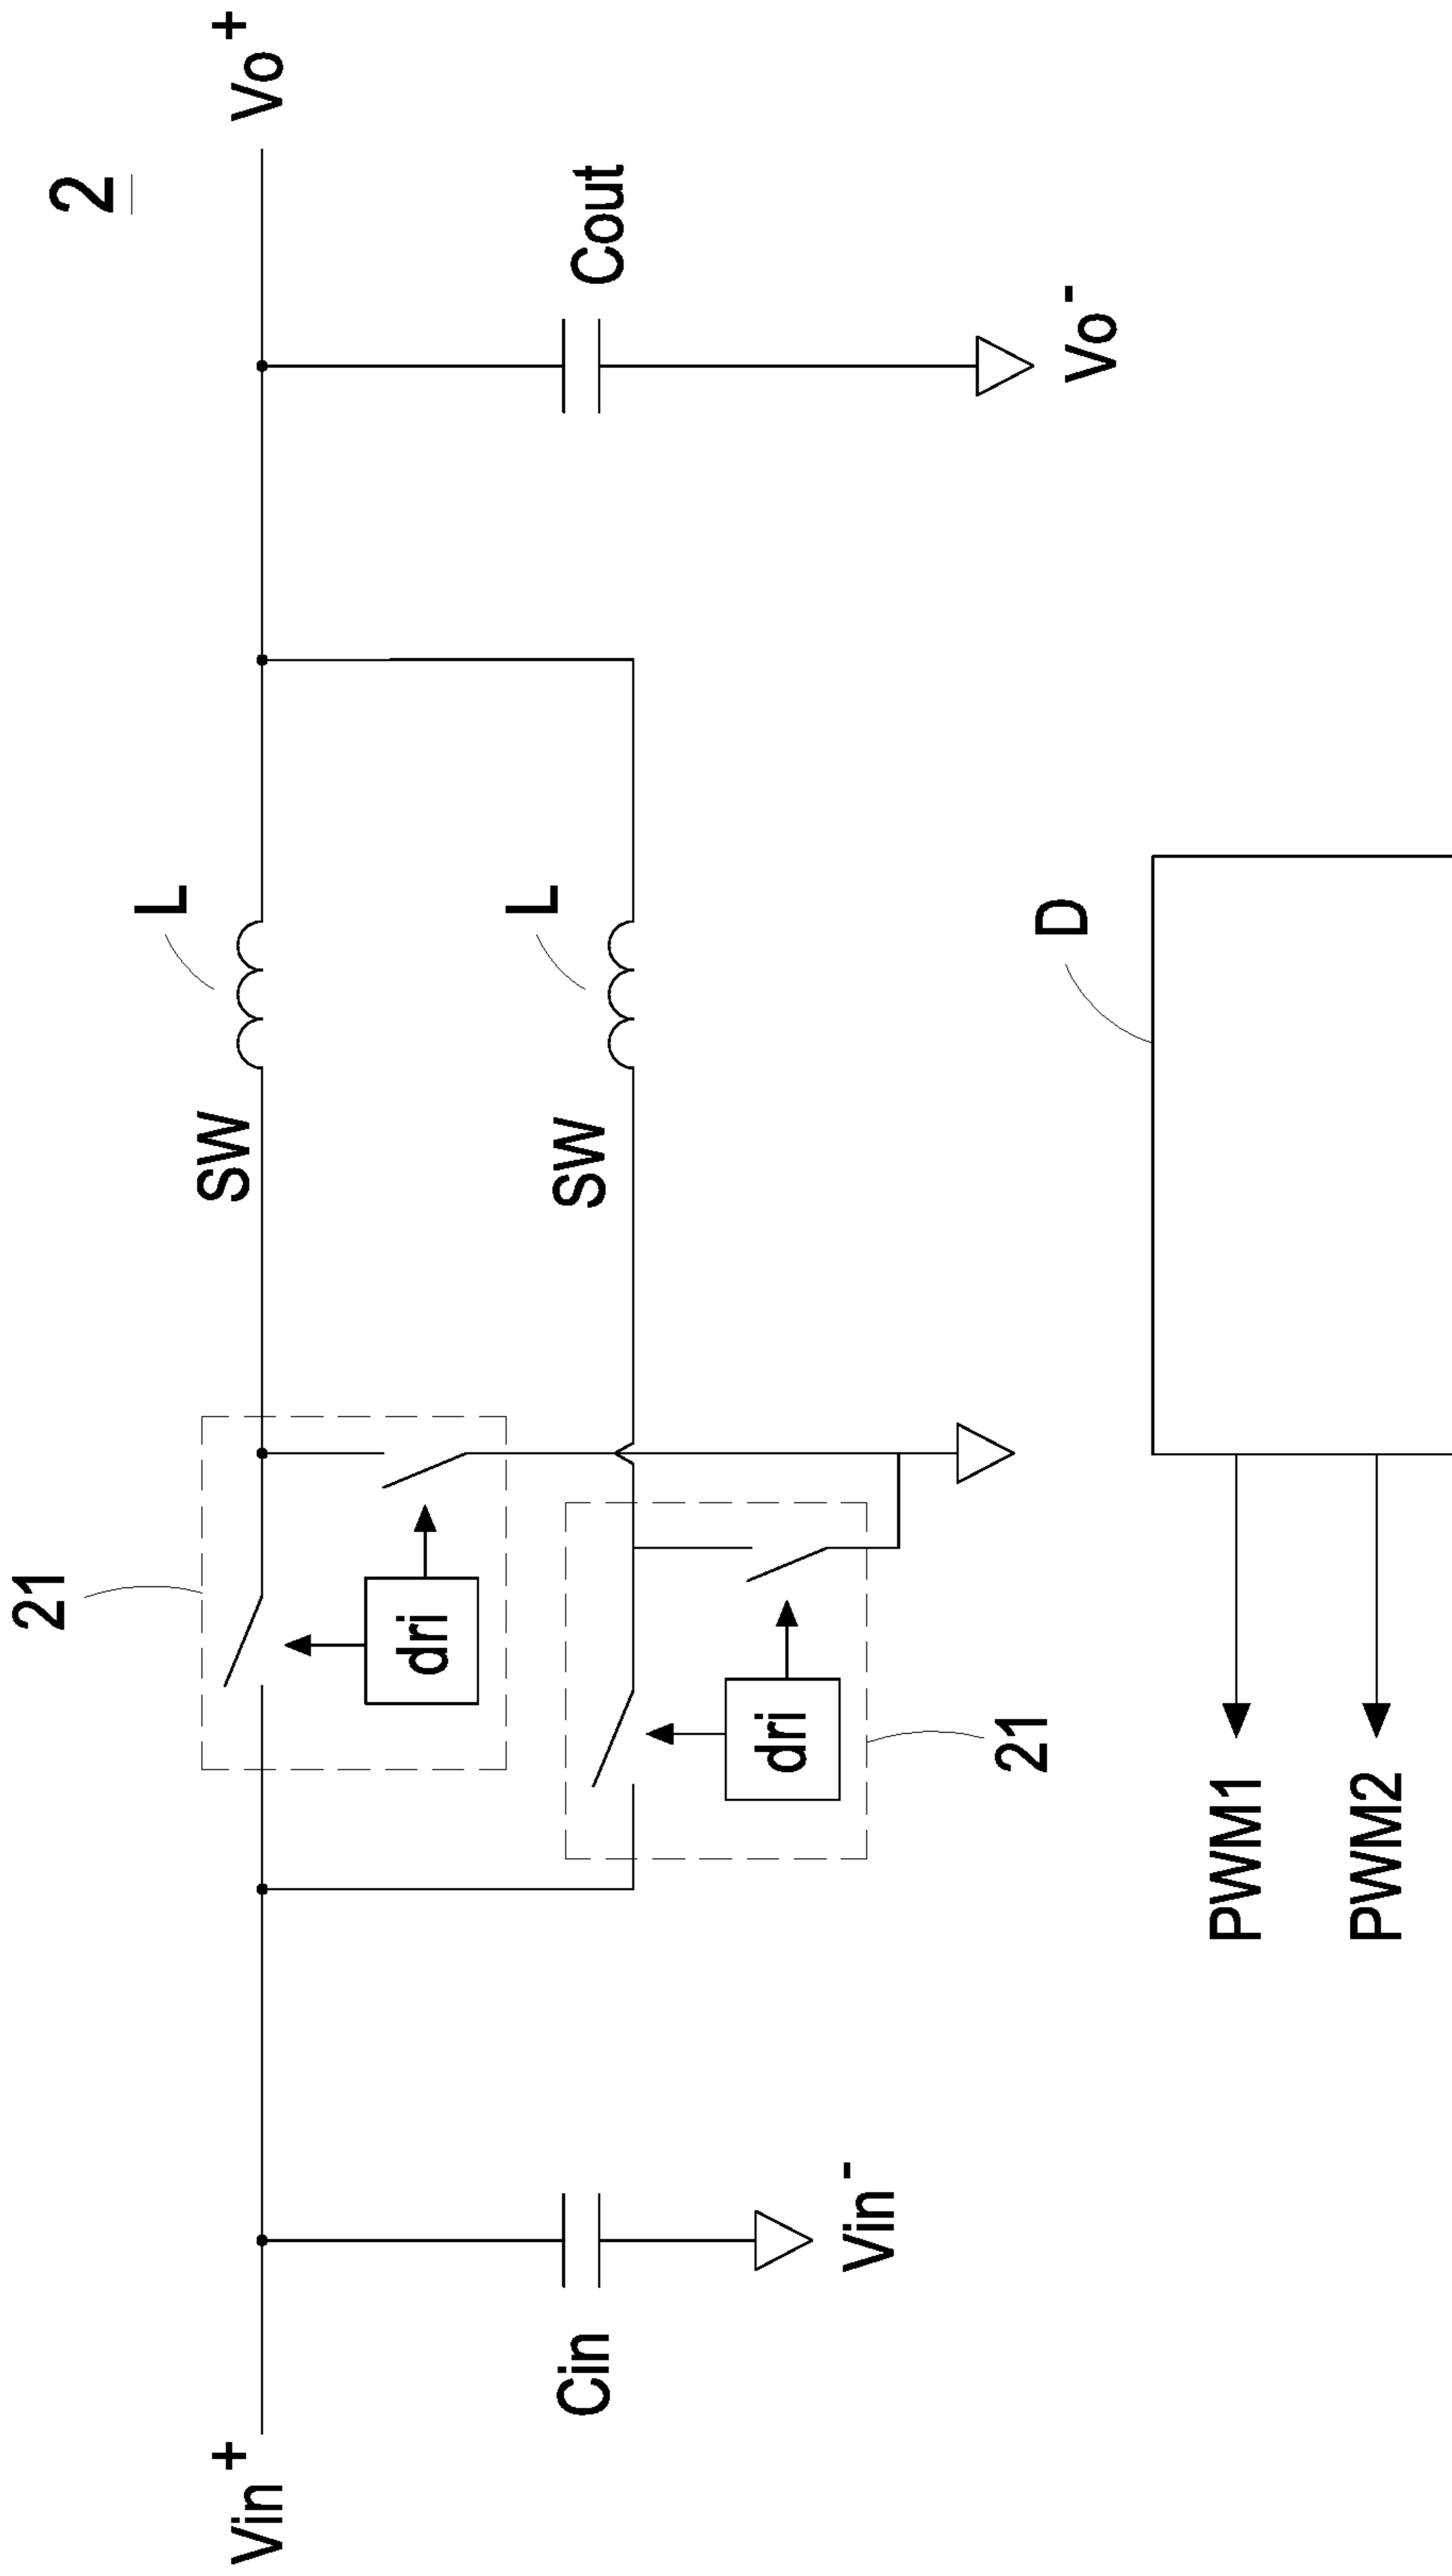 2
Vin+
Vo+
21
SW
L
dri
Cin
Vin-
SW
L
dri
21
Cout
Vo-
D
PWM1
PWM2